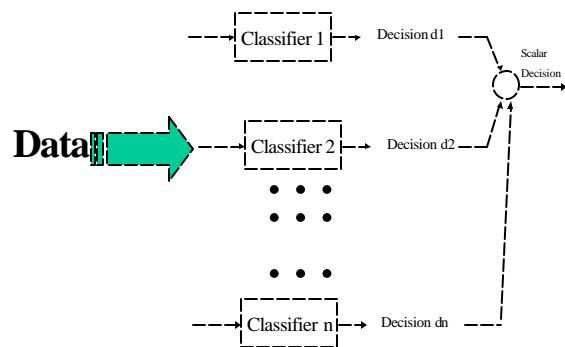 Classifier 1
Decision d1
Scalar
Decision
Data
Classifier 2
Decision d2
Classifier n
Decision dn